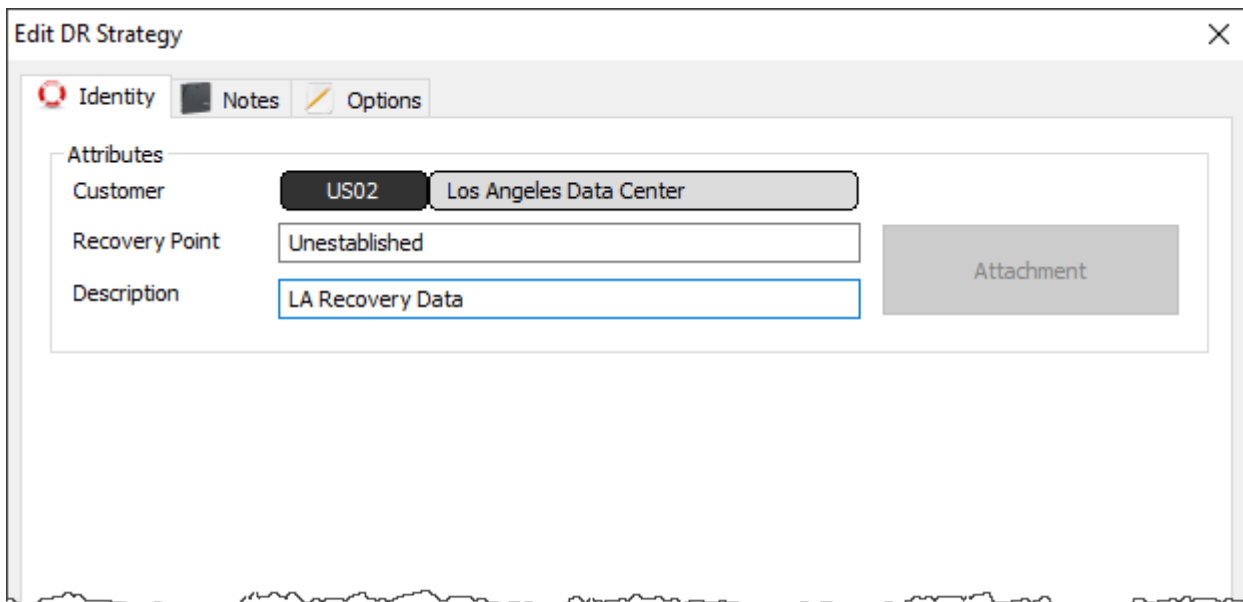 Edit DR Strategy
Identity Notes Options
Attributes
Customer US02 Los Angeles Data Center
Recovery Point Unestablished
Attachment
Description LA Recovery Data